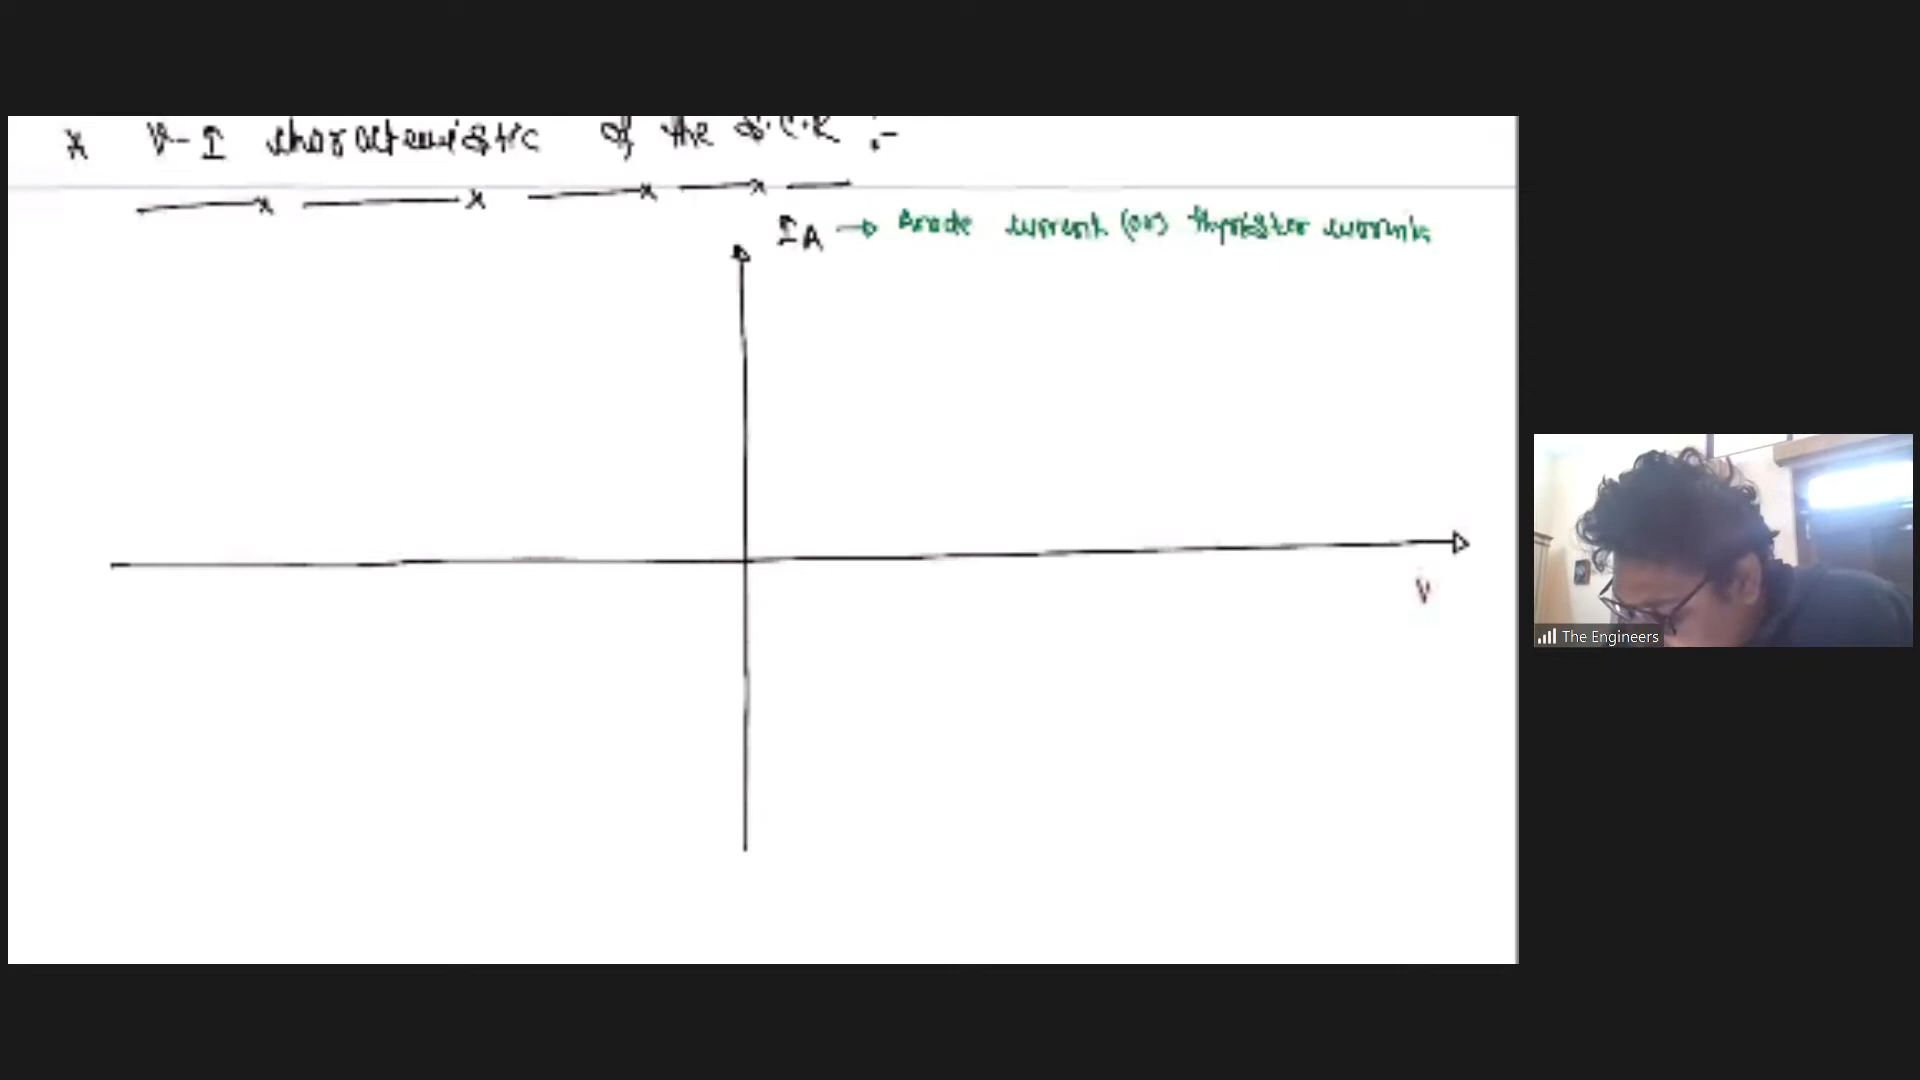 * V-I characteristic of the S.C.R :-
IA → Anode current (or) thyristor current
V
The Engineers